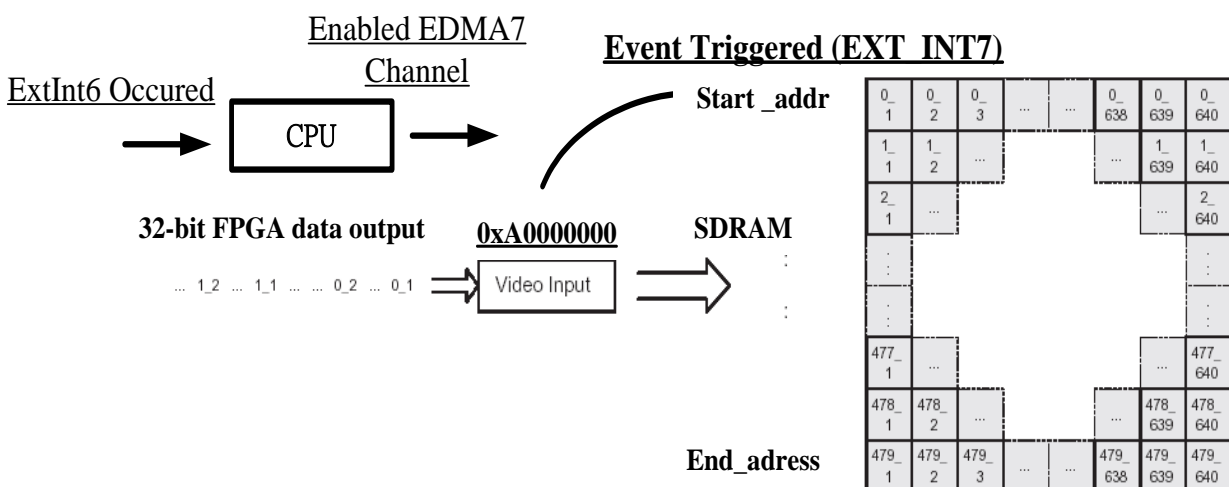 Enabled EDMA7
Channel
Event Triggered (EXT_INT7)
ExtInt6 Occured
CPU
Start _addr
32-bit FPGA data output
0xA0000000
SDRAM
... 1_2 ... 1_1 ... ... 0_2 ... 0_1
Video Input
:
:
End_adress
0_1 0_2 0_3 ... ... 0_638 0_639 0_640
1_1 1_2 ... ... 1_639 1_640
2_1 ... ... 2_640
: : : :
: : : :
477_1 ... ... 477_640
478_1 478_2 ... ... 478_639 478_640
479_1 479_2 479_3 ... ... 479_638 479_639 479_640